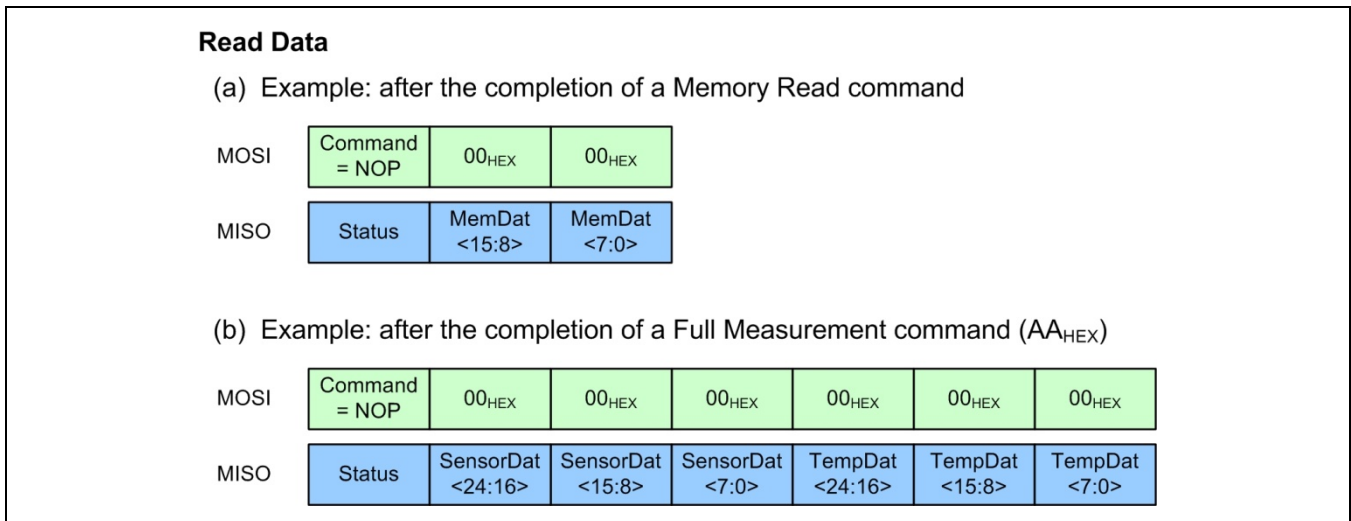 Read Data
(a) Example: after the completion of a Memory Read command
MOSI Command = NOP 00HEX 00HEX
MISO Status MemDat <15:8> MemDat <7:0>
(b) Example: after the completion of a Full Measurement command (AAHEX)
MOSI Command = NOP 00HEX 00HEX 00HEX 00HEX 00HEX 00HEX
MISO Status SensorDat <24:16> SensorDat <15:8> SensorDat <7:0> TempDat <24:16> TempDat <15:8> TempDat <7:0>